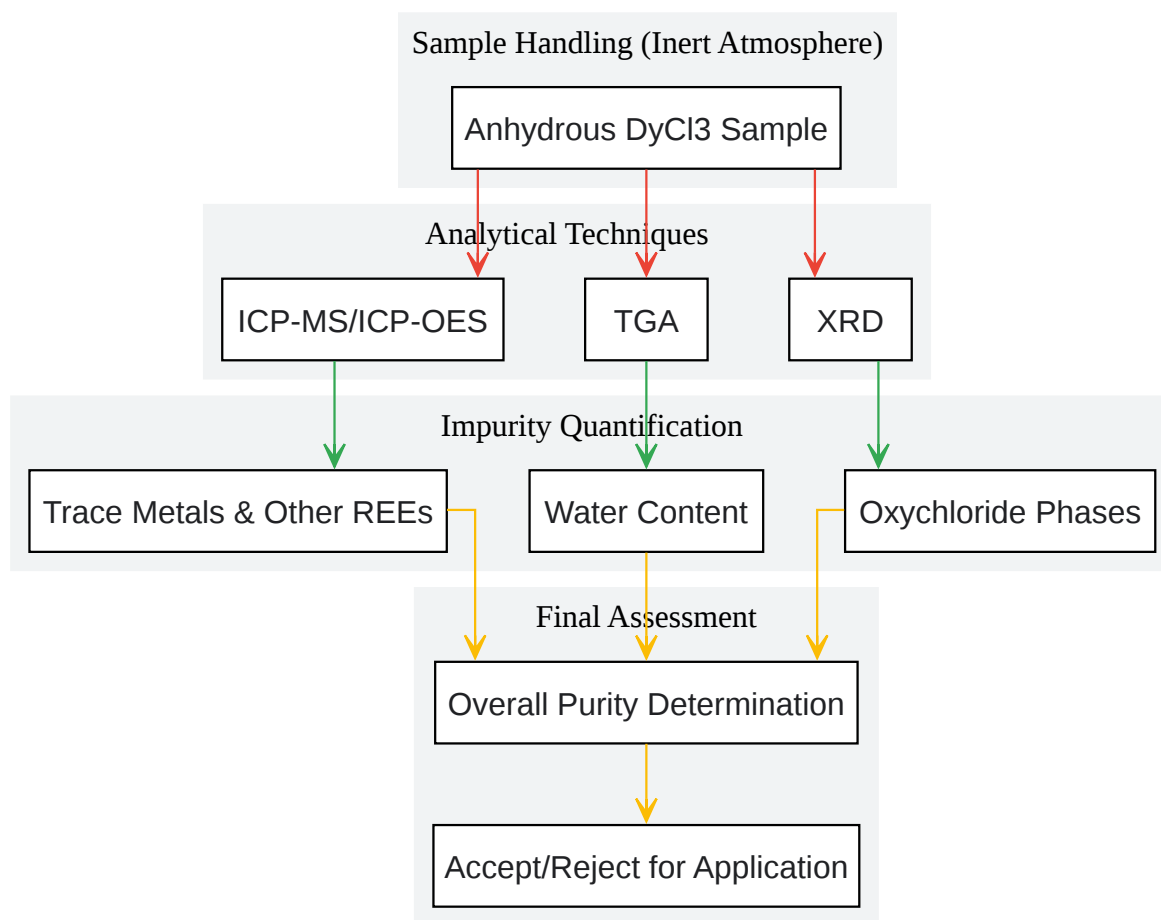 Sample Handling (Inert Atmosphere)
Anhydrous DyCl3 Sample
Analytical Techniques
ICP-MS/ICP-OES
TGA
XRD
Impurity Quantification
Trace Metals & Other REEs
Water Content
Oxychloride Phases
Final Assessment
Overall Purity Determination
Accept/Reject for Application